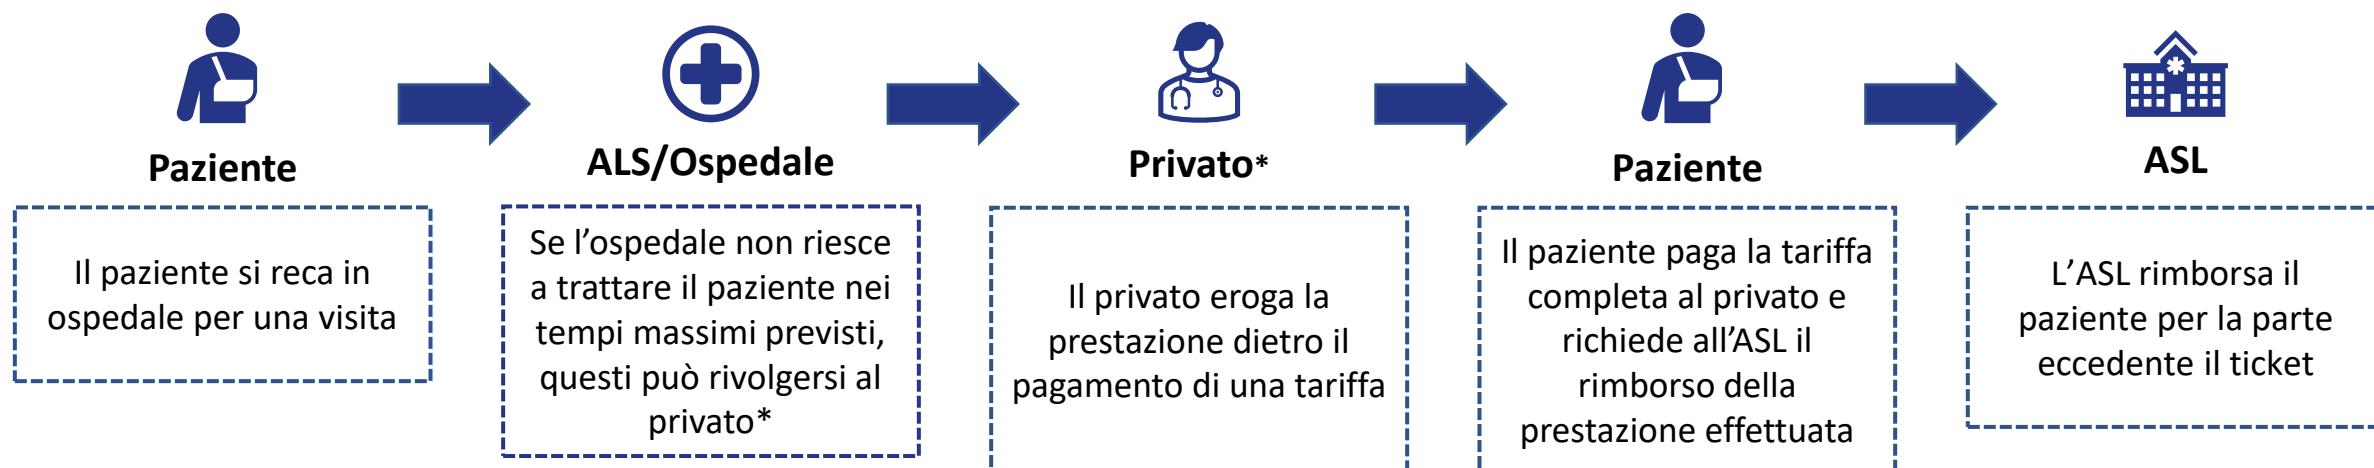 Paziente
Il paziente si reca in
ospedale per una visita
ALS/Ospedale
Se l’ospedale non riesce
a trattare il paziente nei
tempi massimi previsti,
questi può rivolgersi al
privato*
Privato*
Il privato eroga la
prestazione dietro il
pagamento di una tariffa
Paziente
Il paziente paga la tariffa
completa al privato e
richiede all’ASL il
rimborso della
prestazione effettuata
ASL
L’ASL rimborsa il
paziente per la parte
eccedente il ticket